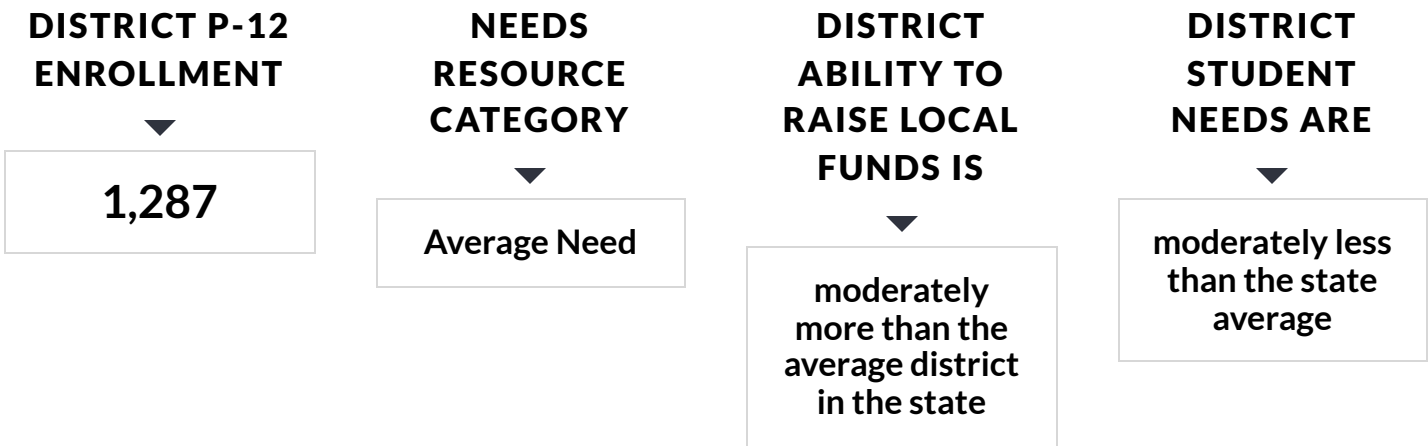 DISTRICT P-12
ENROLLMENT
1,287
NEEDS
RESOURCE
CATEGORY
Average Need
DISTRICT
ABILITY TO
RAISE LOCAL
FUNDS IS
moderately
more than the
average district
in the state
DISTRICT
STUDENT
NEEDS ARE
moderately less
than the state
average